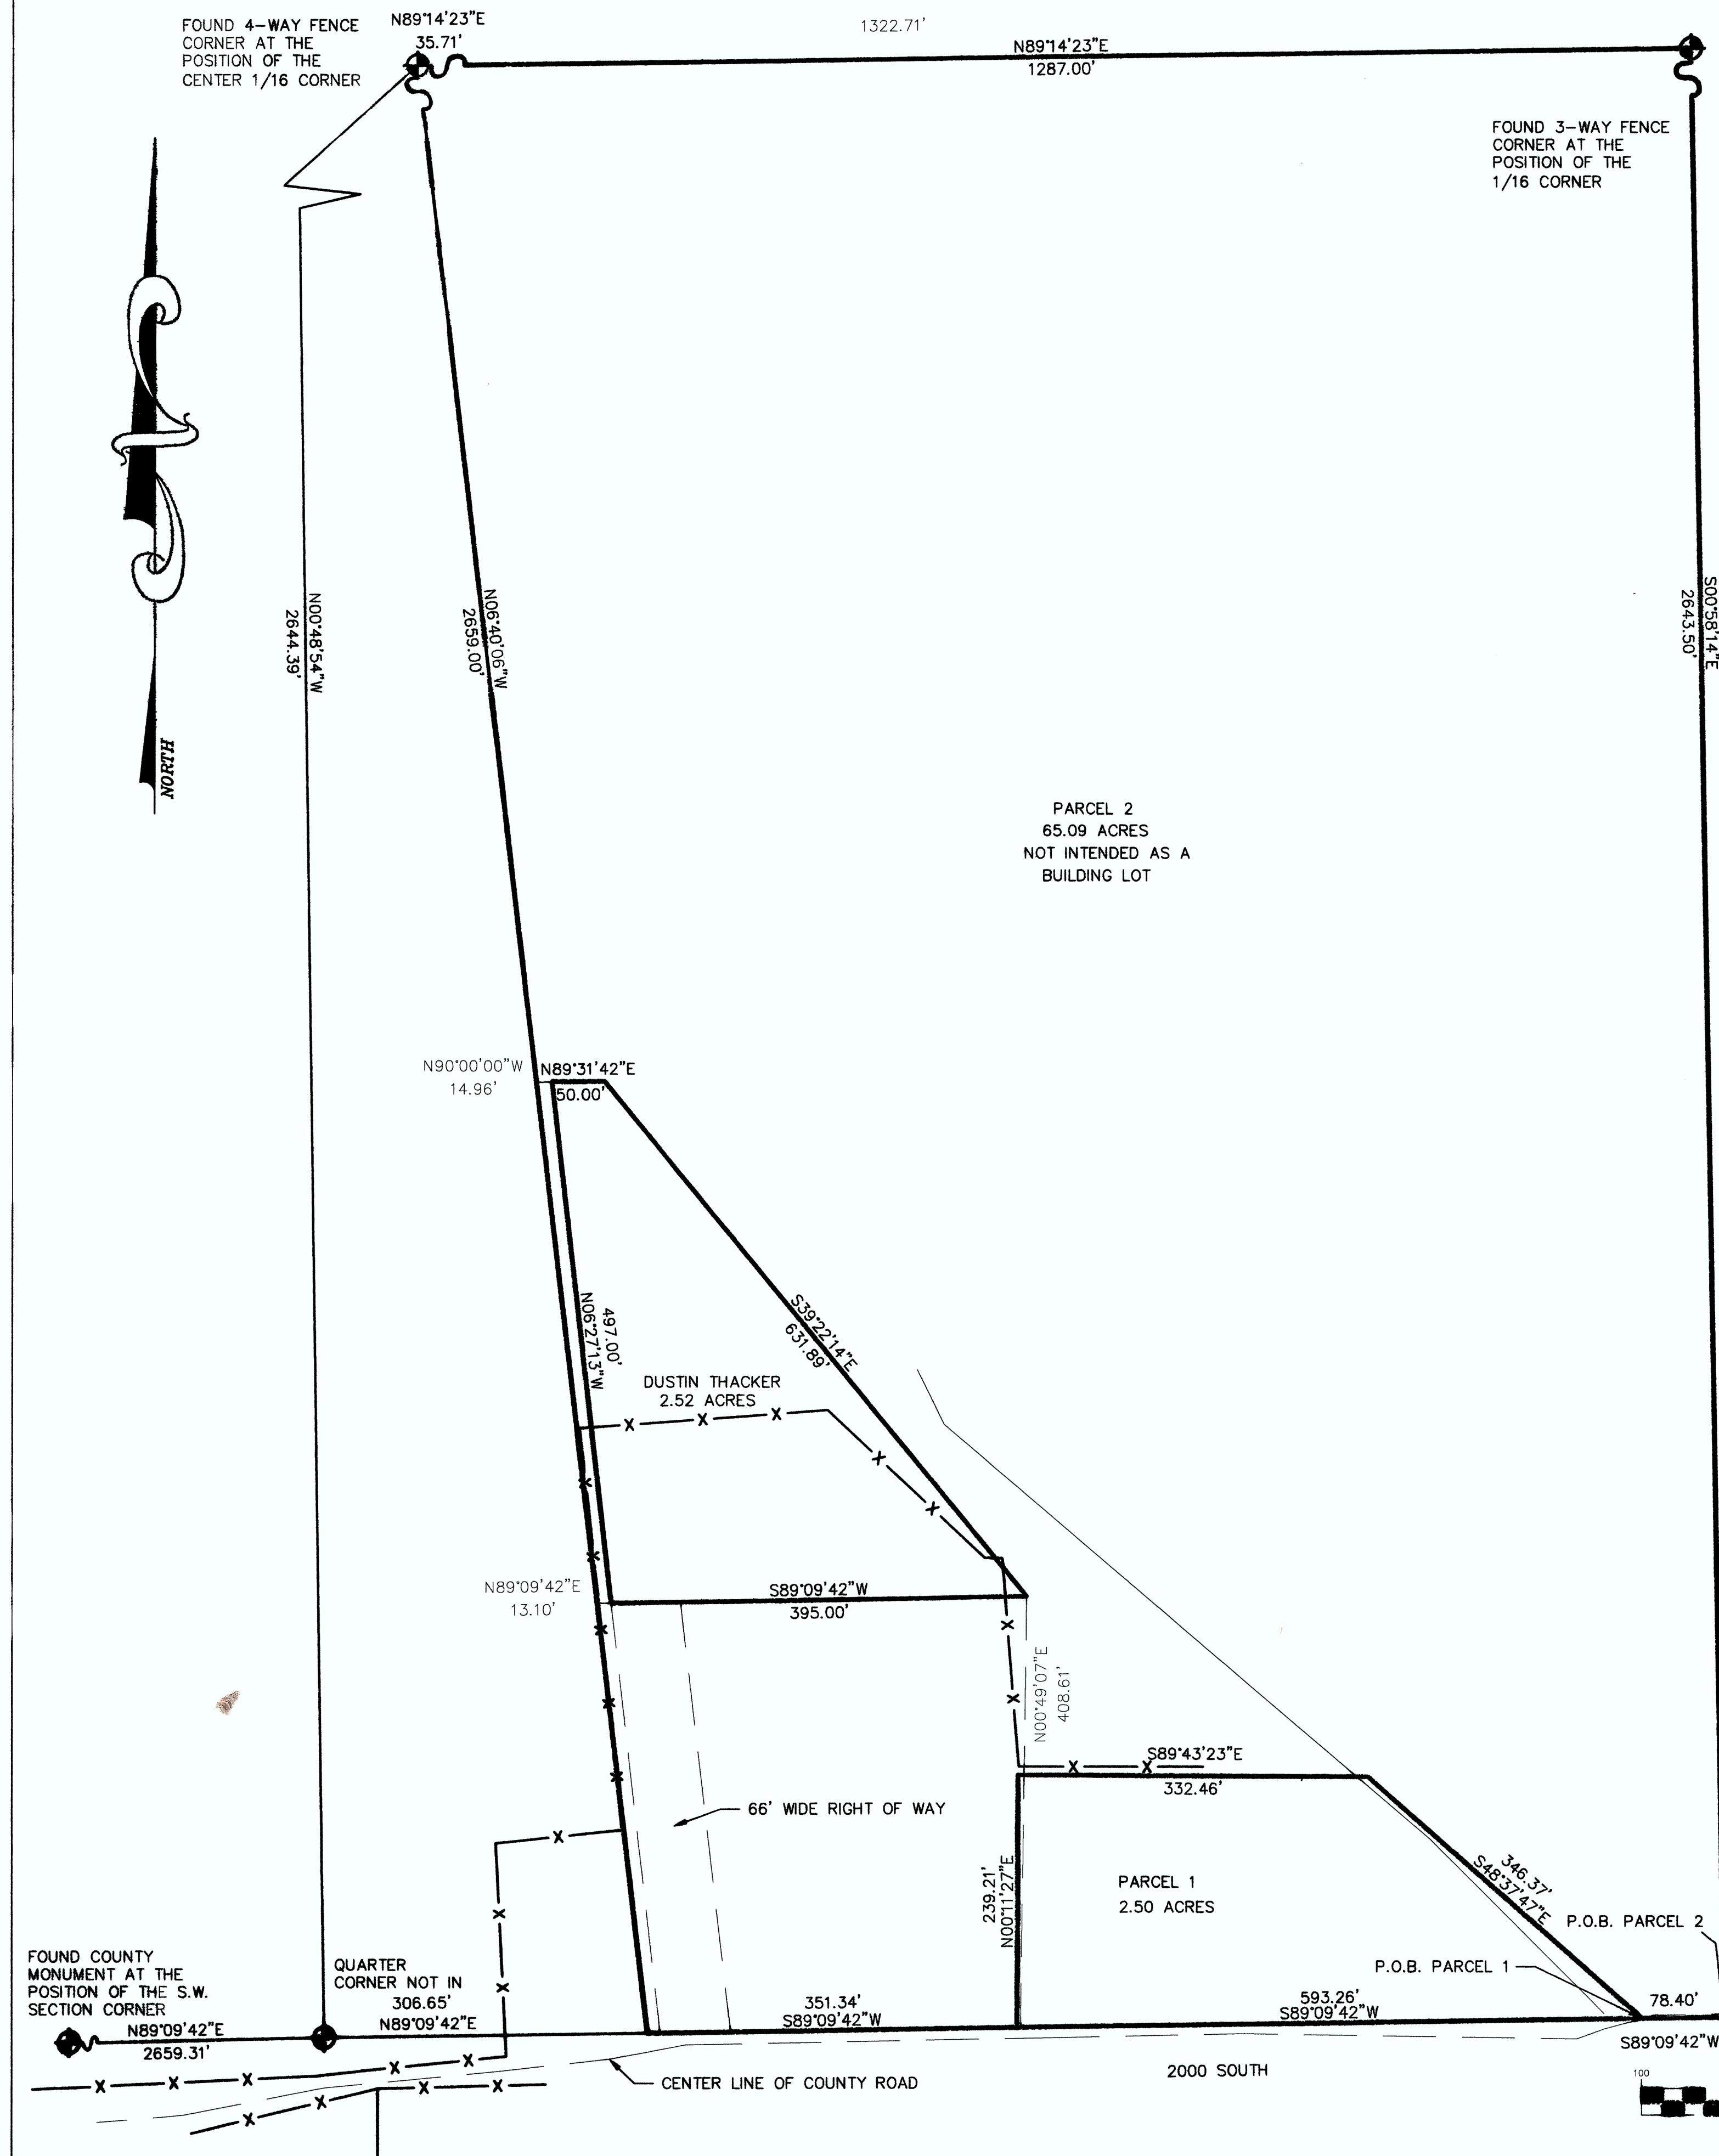 FOUND 4-WAY FENCE
CORNER AT THE
POSITION OF THE
CENTER 1/16 CORNER
N89°14'23"E
35.71'
1322.71'
N89°14'23"E
1287.00'
FOUND 3-WAY FENCE
CORNER AT THE
POSITION OF THE
1/16 CORNER
NORTH
N00°48'54"W
2644.39'
N06°40'06"W
2659.00'
S00°58'14"E
2643.50'
PARCEL 2
65.09 ACRES
NOT INTENDED AS A
BUILDING LOT
N90°00'00"W
14.96'
N89°31'42"E
50.00'
497.00'
N06°27'13"W
S39°22'14"E
631.89'
DUSTIN THACKER
2.52 ACRES
X X X
X
X
X
X
X
X
X
X
X
N89°09'42"E
13.10'
S89°09'42"W
395.00'
N00°49'07"E
408.61'
S89°43'23"E
X X
332.46'
66' WIDE RIGHT OF WAY
X
X
X
239.21'
N00°11'27"E
PARCEL 1
2.50 ACRES
346.37'
S48°37'47"E
P.O.B. PARCEL 2
P.O.B. PARCEL 1
FOUND COUNTY
MONUMENT AT THE
POSITION OF THE S.W.
SECTION CORNER
N89°09'42"E
2659.31'
QUARTER
CORNER NOT IN
306.65'
N89°09'42"E
351.34'
S89°09'42"W
593.26'
S89°09'42"W
78.40'
S89°09'42"W
X X X X X
X X X X
CENTER LINE OF COUNTY ROAD
2000 SOUTH
100